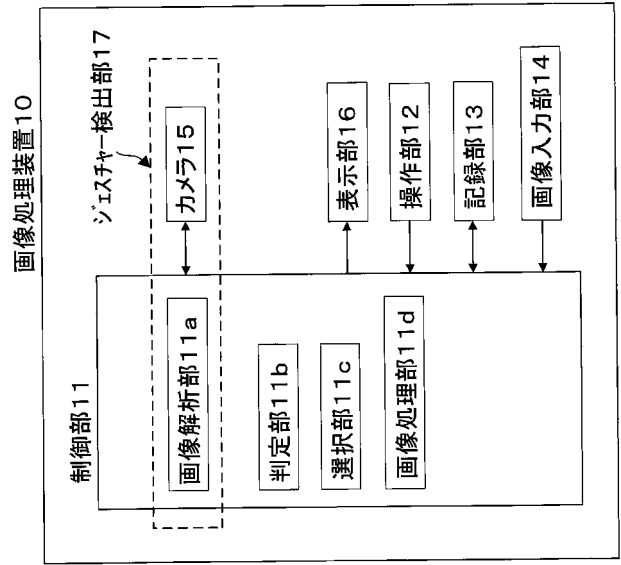 画像処理装置10
制御部11
ジェスチャー検出部17
画像解析部11a
カメラ15
判定部11b
選択部11c
画像処理部11d
表示部16
操作部12
記録部13
画像入力部14